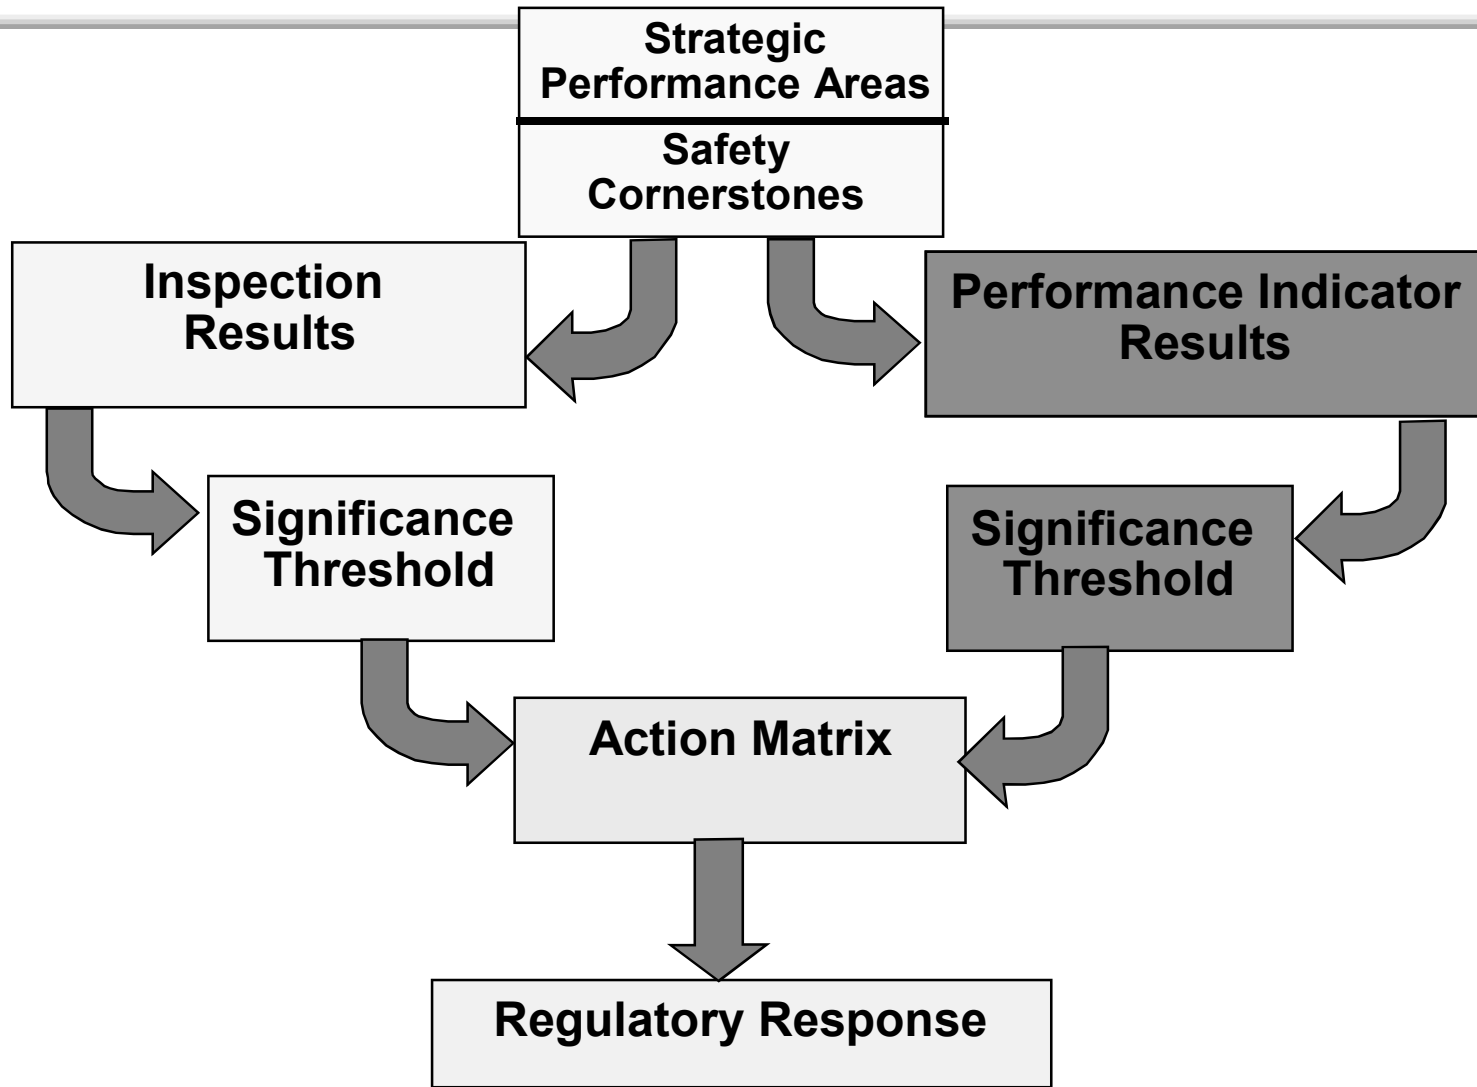 Strategic
Performance Areas
Safety
Cornerstones
Inspection
Results
Performance Indicator
Results
Significance
Threshold
Significance
Threshold
Action Matrix
Regulatory Response